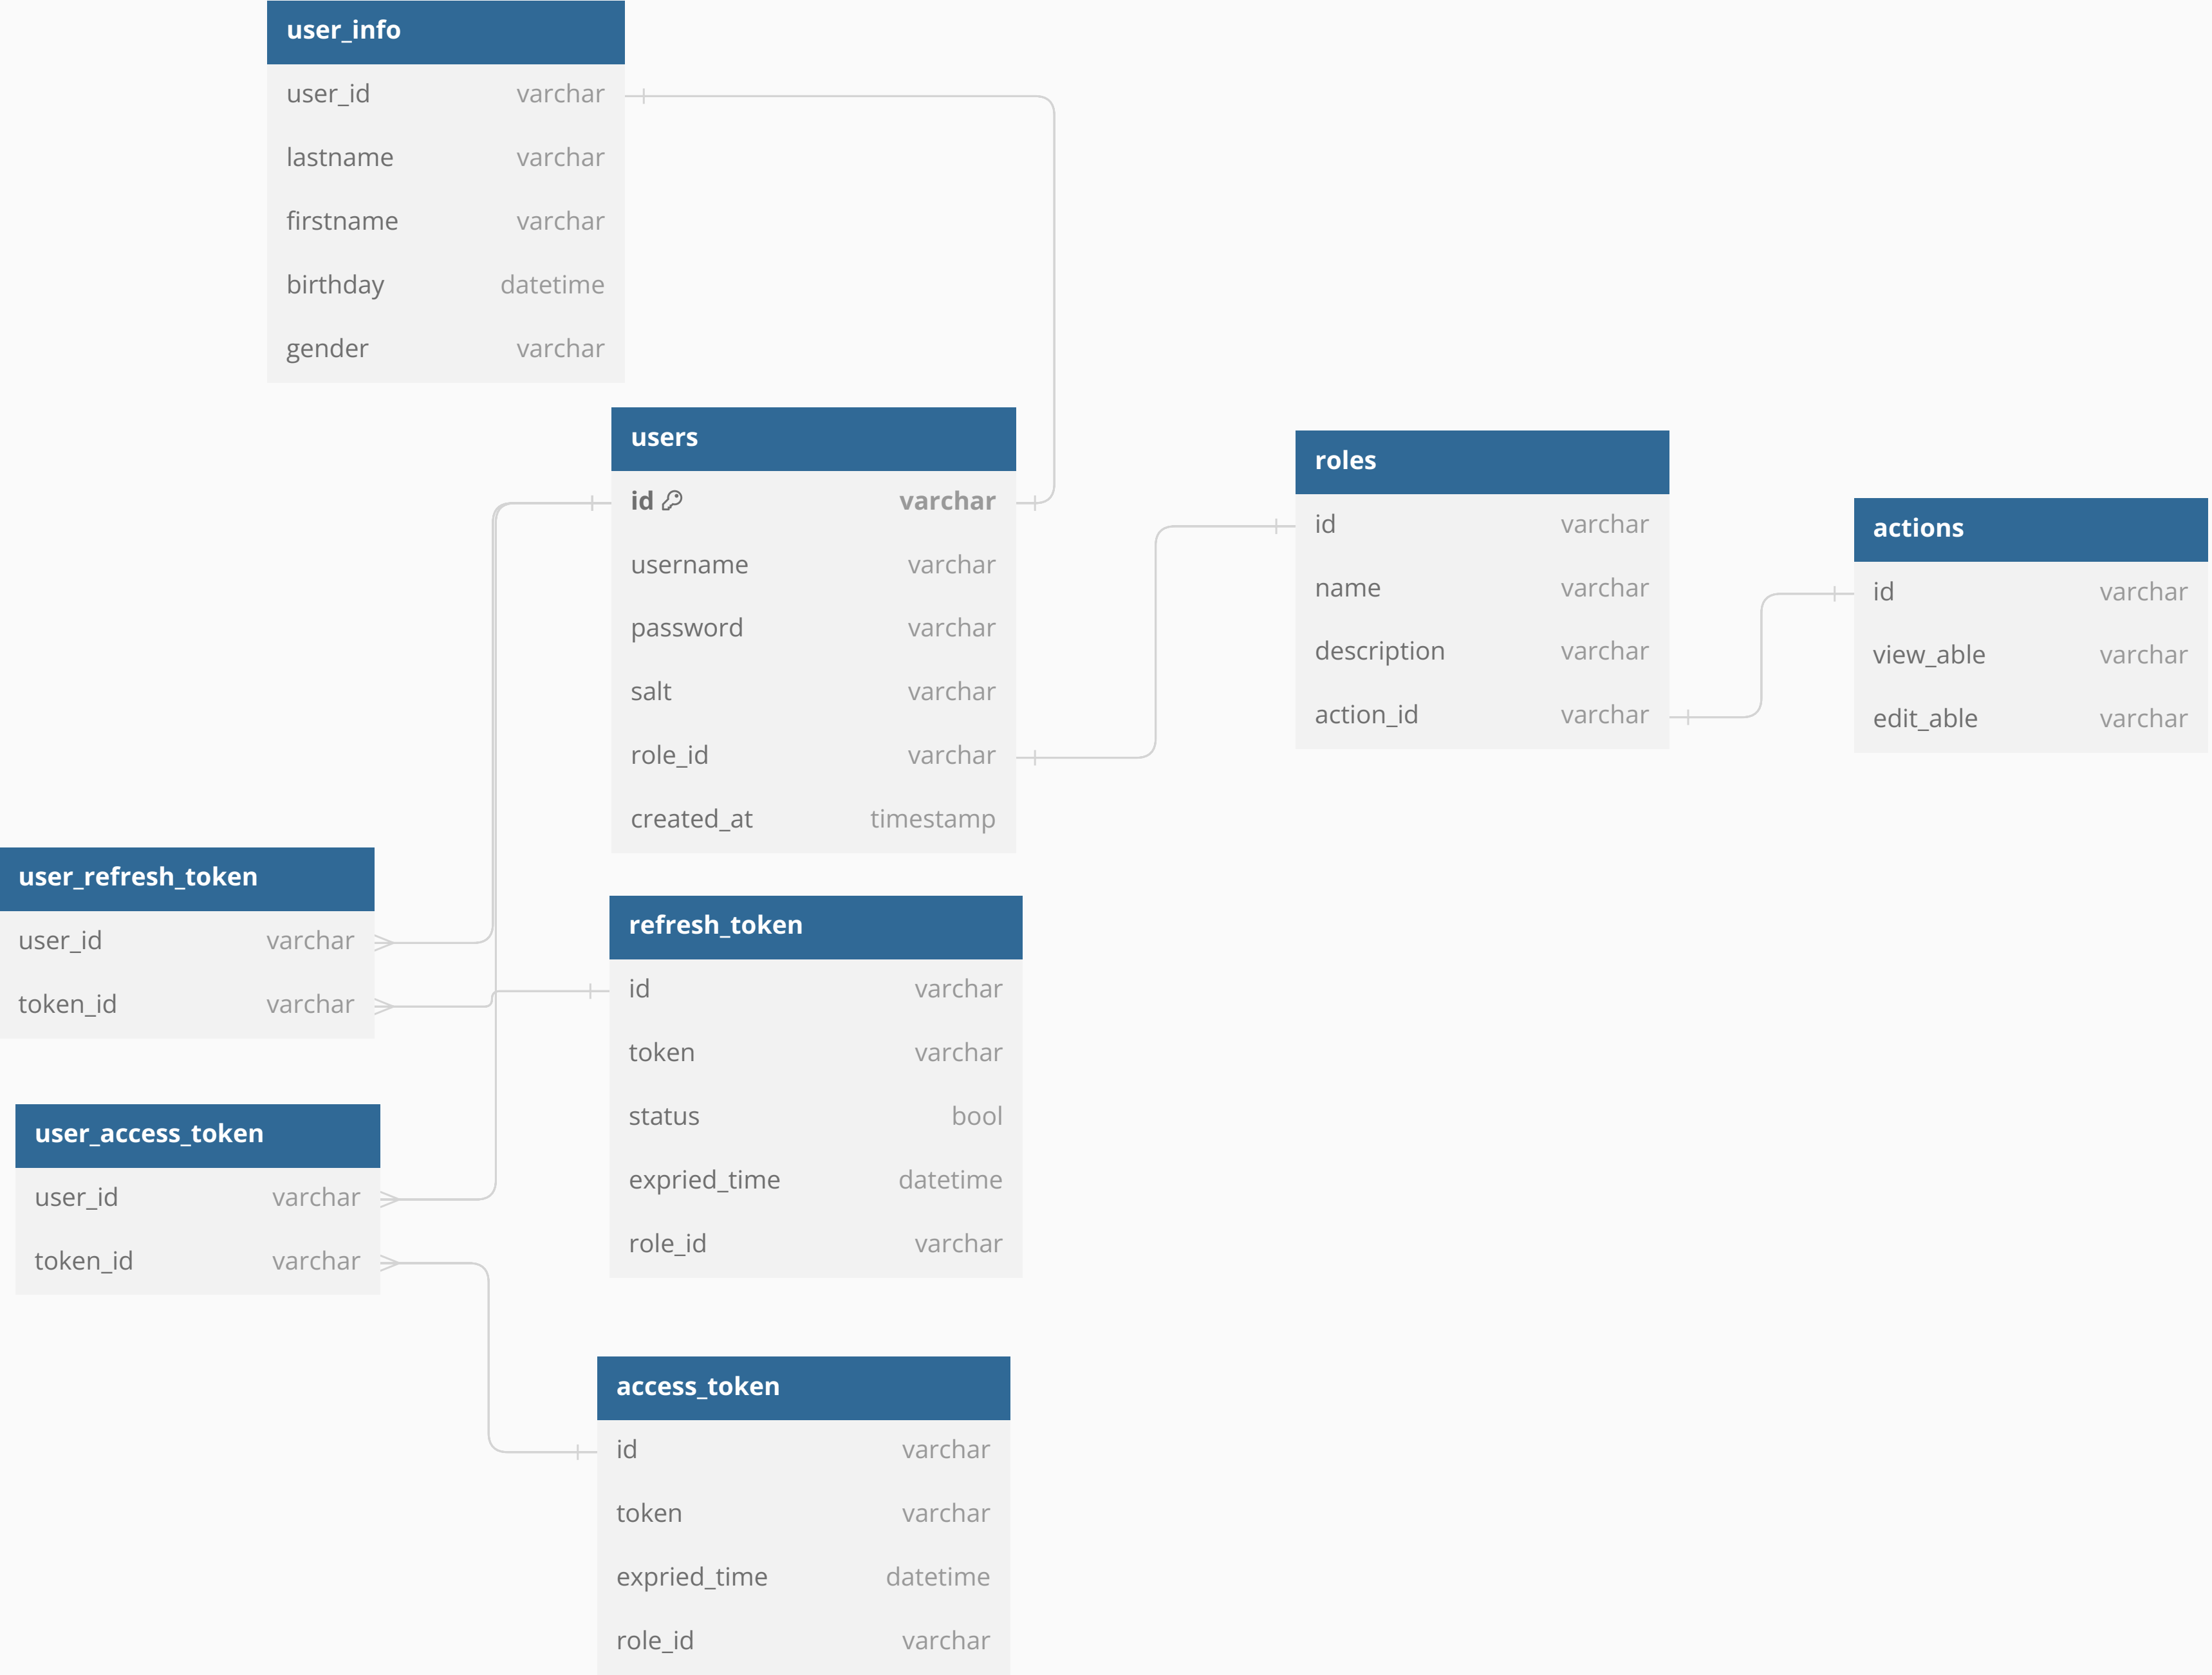 user_info
user_id varchar
lastname varchar
firstname varchar
birthday datetime
gender varchar
users
id varchar
username varchar
password varchar
salt varchar
role_id varchar
created_at timestamp
roles
id varchar
name varchar
description varchar
action_id varchar
actions
id varchar
view_able varchar
edit_able varchar
user_refresh_token
user_id varchar
token_id varchar
refresh_token
id varchar
token varchar
status bool
expried_time datetime
role_id varchar
user_access_token
user_id varchar
token_id varchar
access_token
id varchar
token varchar
expried_time datetime
role_id varchar